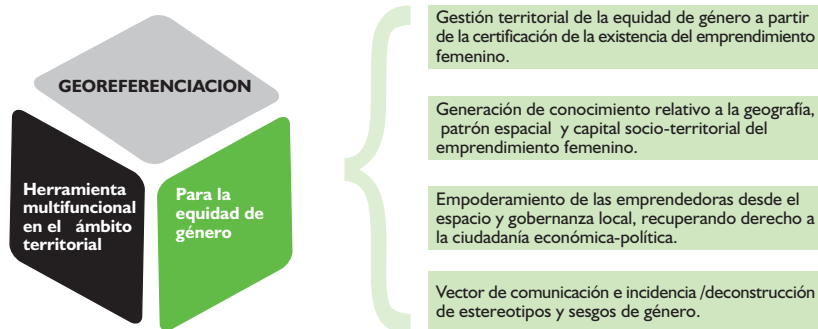 GEOREFERENCIACION
Herramienta
multifuncional
en el ámbito
territorial
Para la
equidad de
género
Gestión territorial de la equidad de género a partir
de la certificación de la existencia del emprendimiento
femenino.
Generación de conocimiento relativo a la geografía,
patrón espacial y capital socio-territorial del
emprendimiento femenino.
Empoderamiento de las emprendedoras desde el
espacio y gobernanza local, recuperando derecho a
la ciudadanía económica-política.
Vector de comunicación e incidencia /deconstrucción
de estereotipos y sesgos de género.